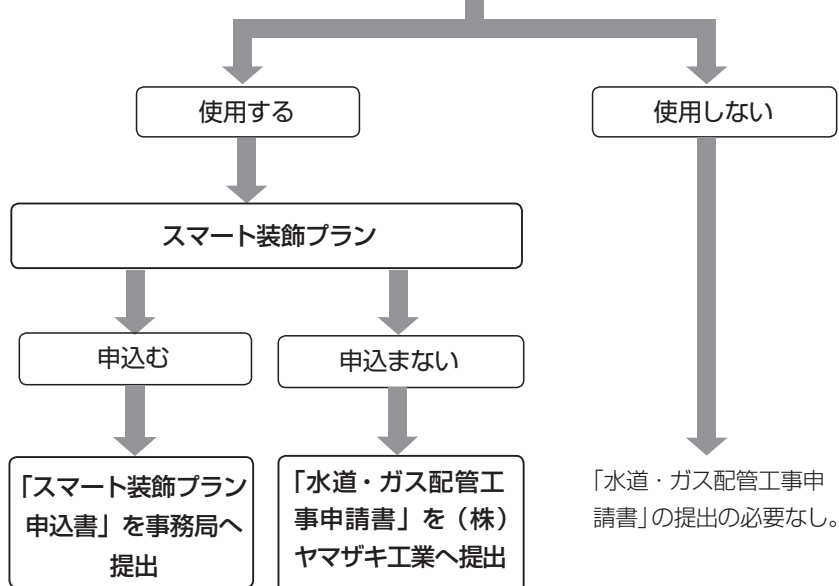 使用する
使用しない
スマート装飾プラン
申込む
申込まない
「スマート装飾プラン
申込書」を事務局へ
提出
「水道・ガス配管工
事申請書」を（株）
ヤマザキ工業へ提出
「水道・ガス配管工事申
請書」の提出の必要なし。